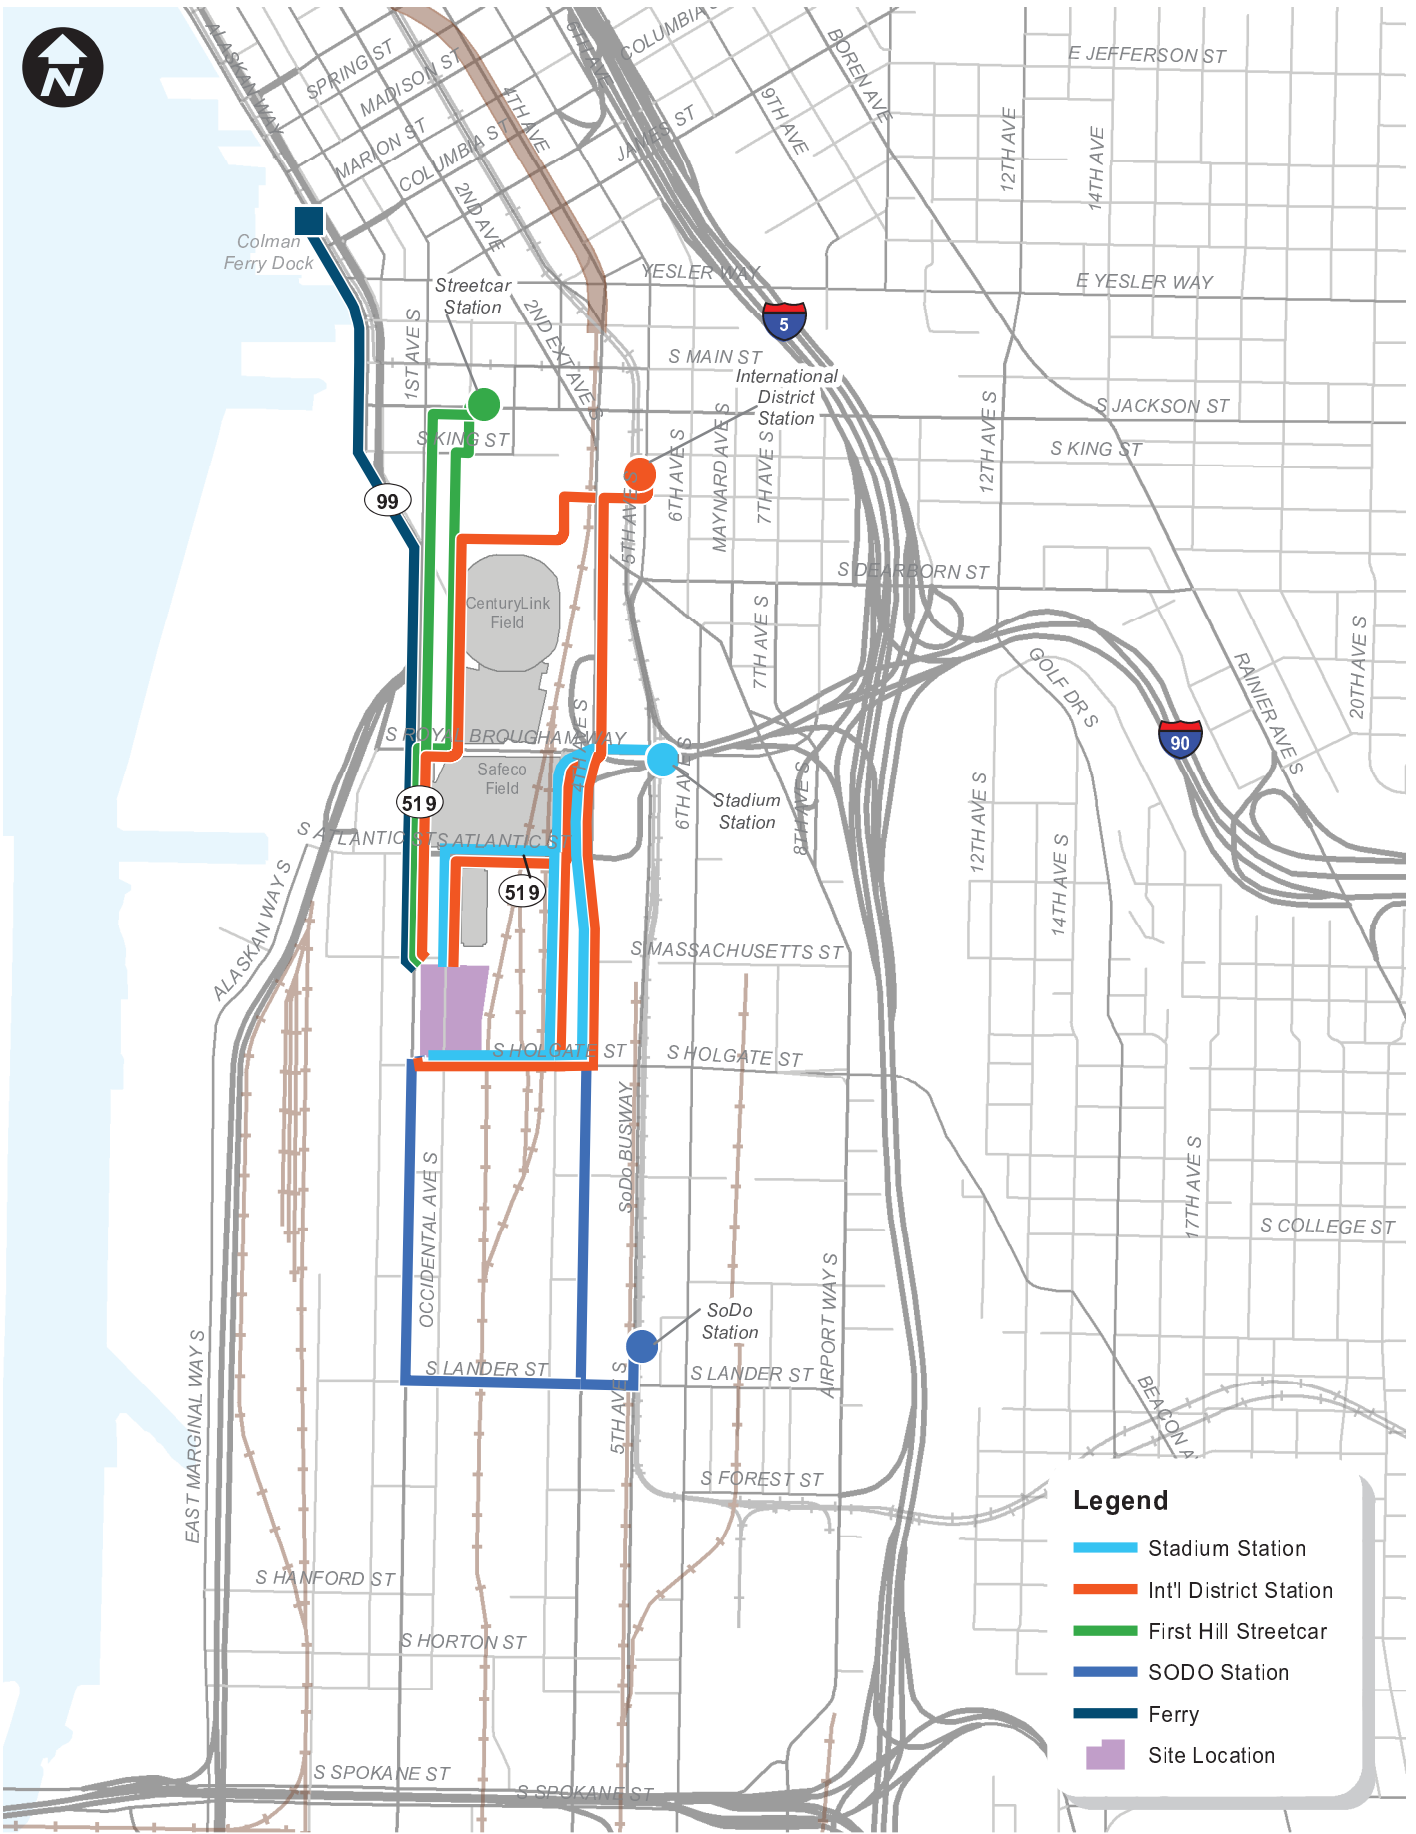 N
ALASKAN WAY
SPRING ST
MADISON ST
MARION ST
COLUMBIA ST
4TH AVE
2ND AVE
6TH AVE
COLUMBIA S
JAMES ST
9TH AVE
BOREN AVE
E JEFFERSON ST
12TH AVE
14TH AVE
Colman
Ferry Dock
Streetcar
Station
YESLER WAY
E YESLER WAY
5
1ST AVE S
2ND EXT AVE S
S MAIN ST
International
District
Station
S JACKSON ST
S KING ST
S KING ST
12TH AVE S
99
5TH AVE S
6TH AVE S
MAYNARD AVE S
7TH AVE S
S DEARBORN ST
CenturyLink
Field
7TH AVE S
GOLF DR S
RAINIER AVE S
20TH AVE S
90
S ROYAL BROUGHAM WAY
4TH AVE S
Safeco
Field
6TH AVE S
Stadium
Station
8TH AVE S
12TH AVE S
14TH AVE S
519
S ATLANTIC ST
S ATLANTIC ST
519
ALASKAN WAY S
S MASSACHUSETTS ST
S HOLGATE ST
S HOLGATE ST
SoDo BUSWAY
OCCIDENTAL AVE S
17TH AVE S
S COLLEGE ST
AIRPORT WAY S
SoDo
Station
S LANDER ST
S LANDER ST
5TH AVE S
EAST MARGINAL WAY S
BEACON A
S FOREST ST
S HANFORD ST
S HORTON ST
S SPOKANE ST
S SPOKANE ST
Legend
Stadium Station
Int'l District Station
First Hill Streetcar
SODO Station
Ferry
Site Location